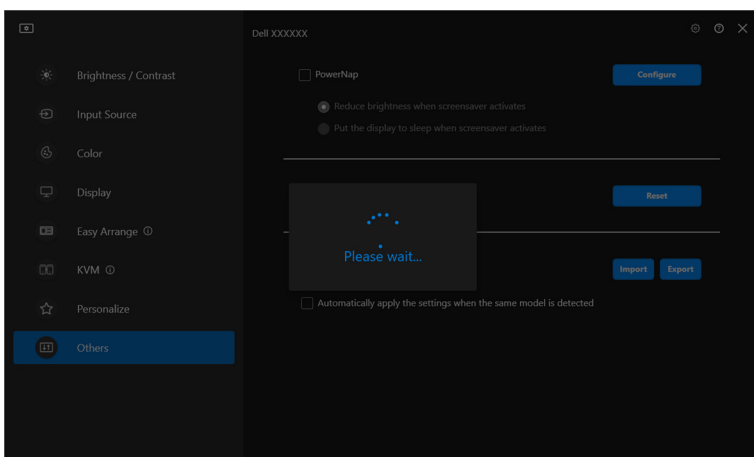 Dell XXXXXX
Brightness / Contrast
Input Source
Color
Display
Easy Arrange
KVM
Personalize
Others
PowerNap
Configure
Reduce brightness when screensaver activates
Put the display to sleep when screensaver activates
Reset
Please wait...
Import Export
Automatically apply the settings when the same model is detected